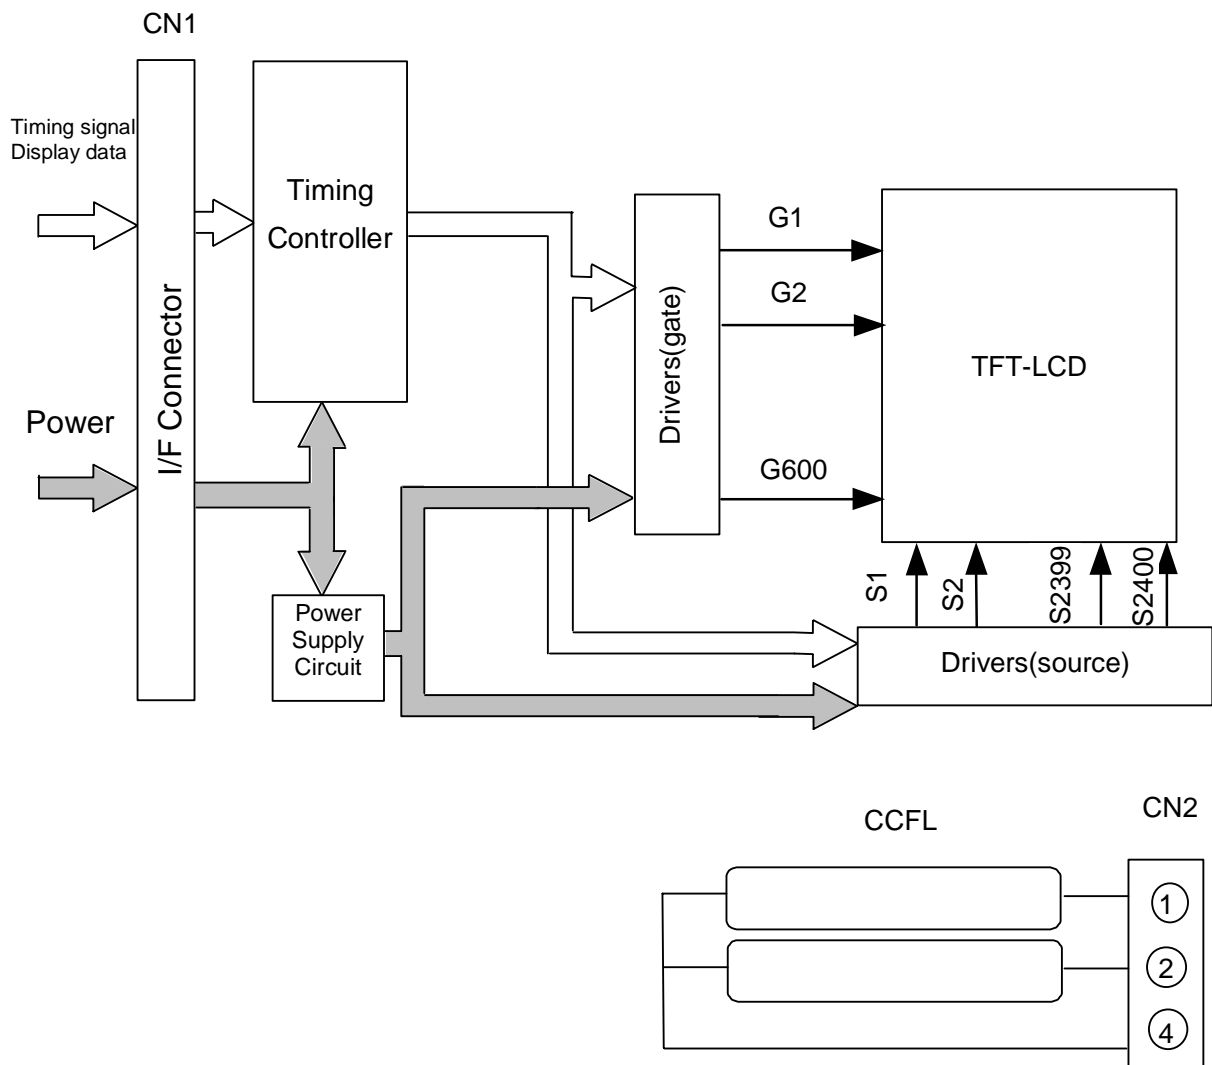 CN1
Timing signal
Display data
Power
I/F Connector
Timing
Controller
Power
Supply
Circuit
Drivers(gate)
G1
G2
G600
TFT-LCD
S1
S2
S2399
S2400
Drivers(source)
CCFL
CN2
1
2
4